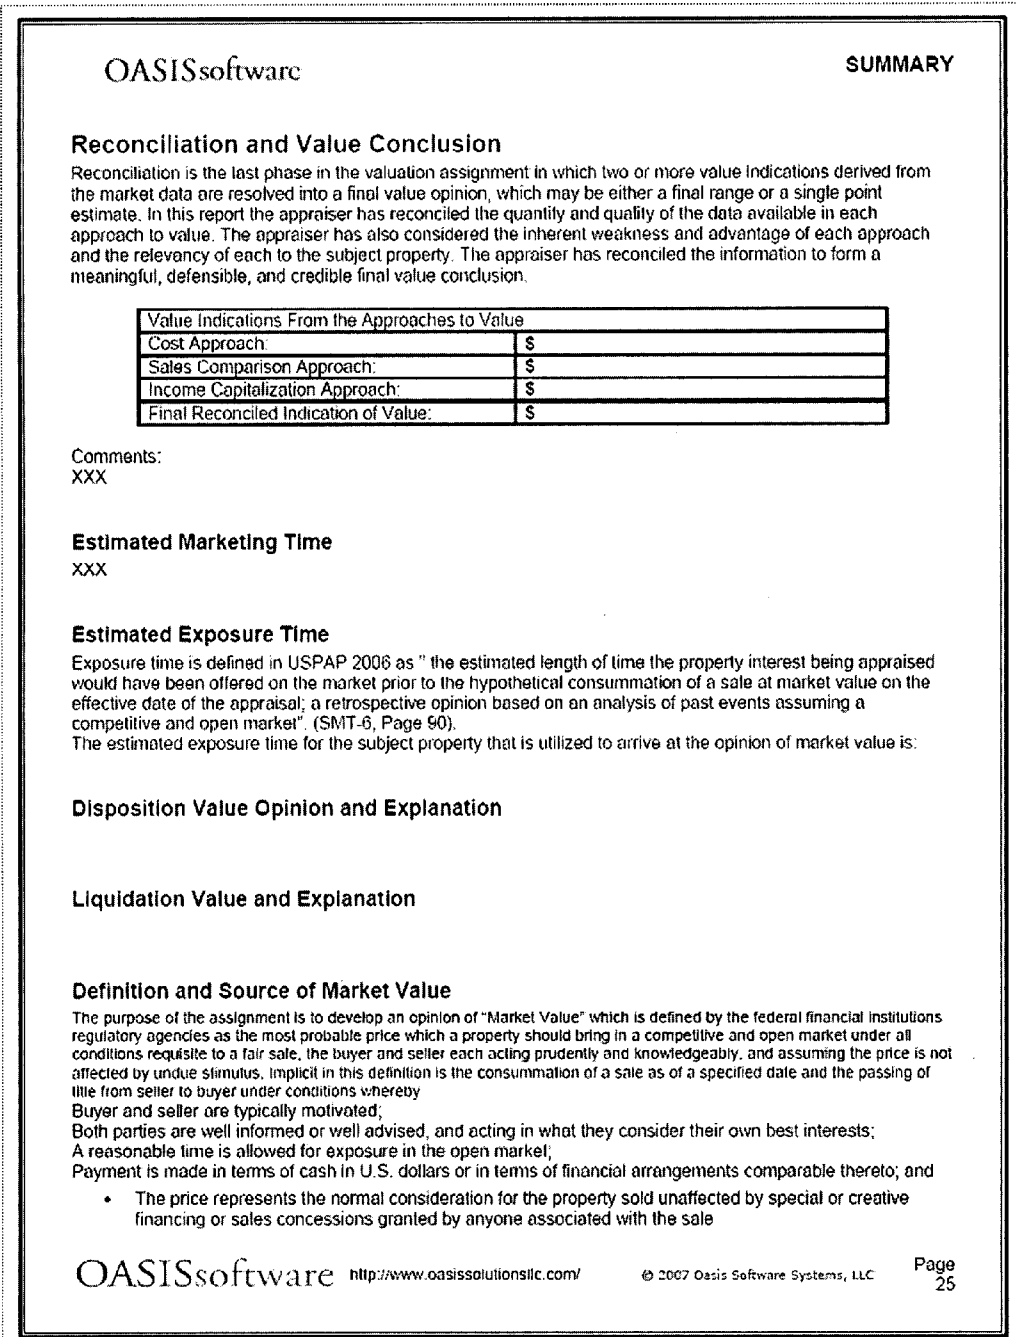 OASISsoftware
SUMMARY
Reconciliation and Value Conclusion
Reconciliation is the last phase in the valuation assignment in which two or more value indications derived from
the market data are resolved into a final value opinion, which may be either a final range or a single point
estimate. In this report the appraiser has reconciled the quantity and quality of the data available in each
approach to value. The appraiser has also considered the inherent weakness and advantage of each approach
and the relevancy of each to the subject property. The appraiser has reconciled the information to form a
meaningful, defensible, and credible final value conclusion.
Value Indications From the Approaches to Value
Cost Approach: $
Sales Comparison Approach: $
Income Capitalization Approach: $
Final Reconciled Indication of Value: $
Comments:
XXX
Estimated Marketing Time
XXX
Estimated Exposure Time
Exposure time is defined in USPAP 2006 as " the estimated length of time the property interest being appraised
would have been offered on the market prior to the hypothetical consummation of a sale at market value on the
effective date of the appraisal; a retrospective opinion based on an analysis of past events assuming a
competitive and open market". (SMT-6, Page 90).
The estimated exposure time for the subject property that is utilized to arrive at the opinion of market value is:
Disposition Value Opinion and Explanation
Liquidation Value and Explanation
Definition and Source of Market Value
The purpose of the assignment is to develop an opinion of "Market Value" which is defined by the federal financial institutions
regulatory agencies as the most probable price which a property should bring in a competitive and open market under all
conditions requisite to a fair sale, the buyer and seller each acting prudently and knowledgeably, and assuming the price is not
affected by undue stimulus. Implicit in this definition is the consummation of a sale as of a specified date and the passing of
title from seller to buyer under conditions whereby
Buyer and seller are typically motivated;
Both parties are well informed or well advised, and acting in what they consider their own best interests;
A reasonable time is allowed for exposure in the open market;
Payment is made in terms of cash in U.S. dollars or in terms of financial arrangements comparable thereto; and
• The price represents the normal consideration for the property sold unaffected by special or creative
financing or sales concessions granted by anyone associated with the sale
OASISsoftware http://www.oasissolutionsllc.com/ © 2007 Oasis Software Systems, LLC Page
25